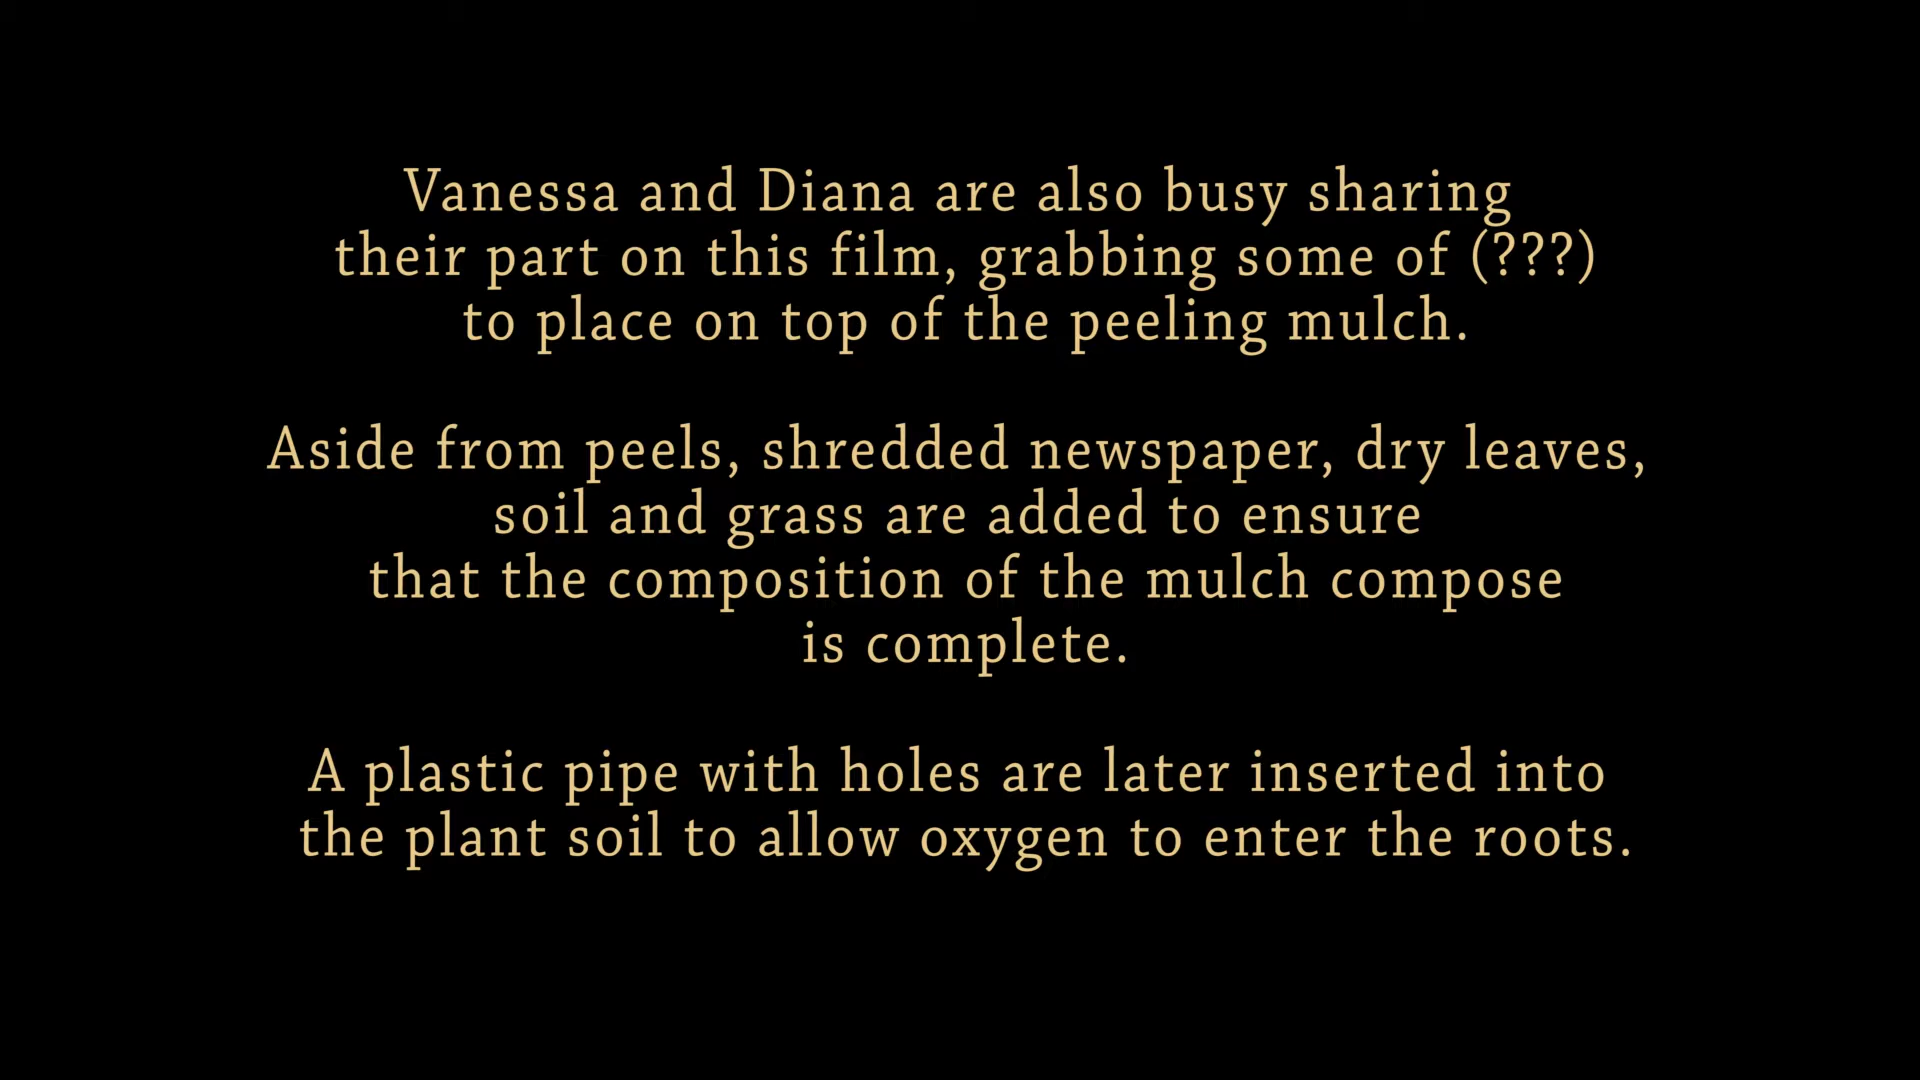 Vanessa and Diana are also busy sharing
their part on this film, grabbing some of (???)
to place on top of the peeling mulch.
Aside from peels, shredded newspaper, dry leaves,
soil and grass are added to ensure
that the composition of the mulch compose
is complete.
A plastic pipe with holes are later inserted into
the plant soil to allow oxygen to enter the roots.